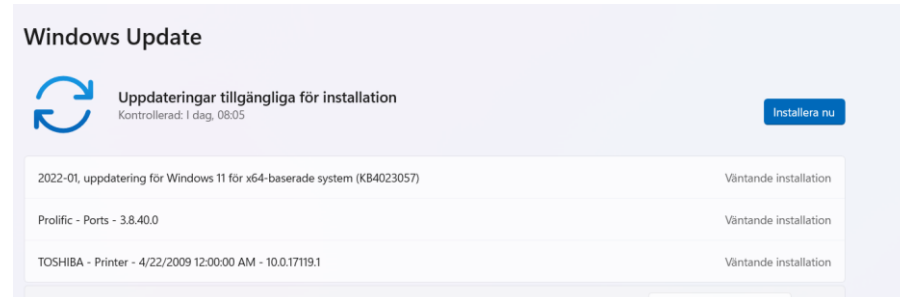 Windows Update
Uppdateringar tillgängliga för installation
Kontrollerad: I dag, 08:05
Installera nu
2022-01, uppdatering för Windows 11 för x64-baserade system (KB4023057)
Väntande installation
Prolific - Ports - 3.8.40.0
Väntande installation
TOSHIBA - Printer - 4/22/2009 12:00:00 AM - 10.0.17119.1
Väntande installation